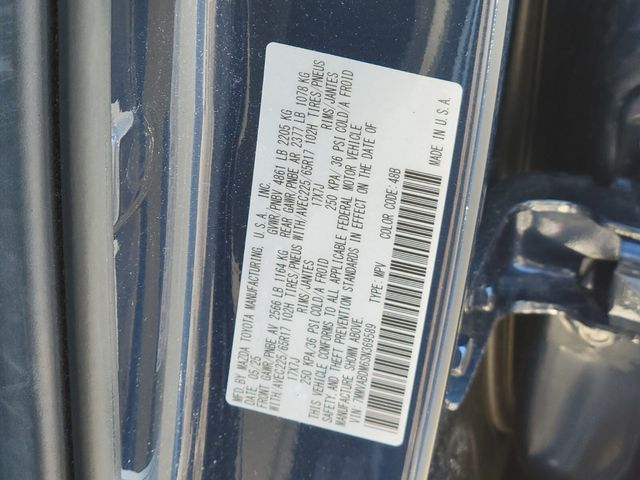 MFD. BY MAZDA TOYOTA MANUFACTURING, U.S.A., INC.
DATE: 05/25 GVWR/PNBV 4861 LB 2205 KG
FRONT GAWR/PNBE AV 2566 LB 1164 KG REAR GAWR/PNBE AR 2377 LB 1078 KG
WITH/AVEC225/65R17 102H TIRES/PNEUS WITH/AVEC225/65R17 102H TIRES/PNEUS
17X7J RIMS/JANTES 17X7J RIMS/JANTES
250 KPA/36 PSI COLD/A FROID 250 KPA/36 PSI COLD/A FROID
THIS VEHICLE CONFORMS TO ALL APPLICABLE FEDERAL MOTOR VEHICLE
SAFETY, AND THEFT PREVENTION STANDARDS IN EFFECT ON THE DATE OF
MANUFACTURE SHOWN ABOVE.
VIN: TYPE: MPV COLOR CODE: 48B
MADE IN U.S.A.